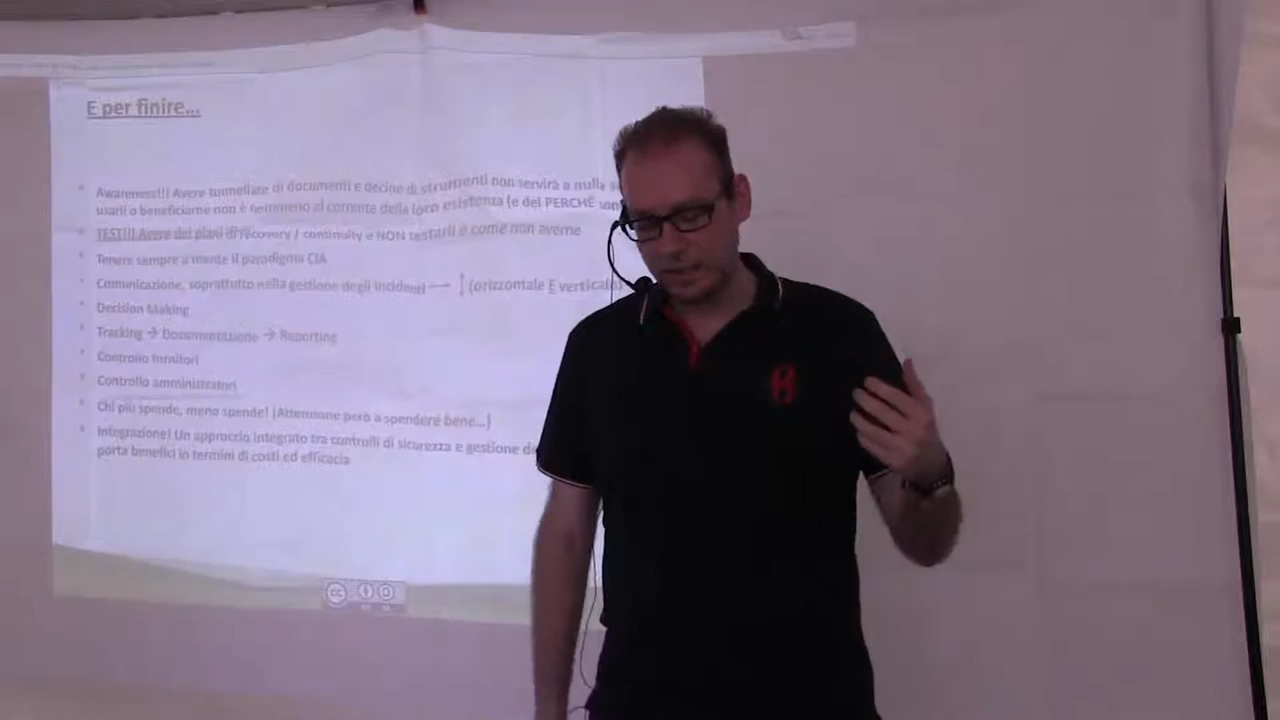 E per finire...
Awareness!!! Avere tonnellate di documenti e decine di strumenti non servirà a nulla
usarli o beneficiarne non è nemmeno al corrente della loro esistenza (e del PERCHÉ
TEST!!! Avere dei piani di recovery / continuity e NON testarli è come non averne
Tenere sempre a mente il paradigma CIA
Comunicazione, soprattutto nella gestione degli incidenti (orizzontale E verticale)
Decision Making
Tracking → Documentazione → Reporting
Controllo fornitori
Controllo amministratori
Chi più spende, meno spende! (Attenzione però a spendere bene...)
Integrazione! Un approccio integrato tra controlli di sicurezza e gestione
porta benefici in termini di costi ed efficacia
cc